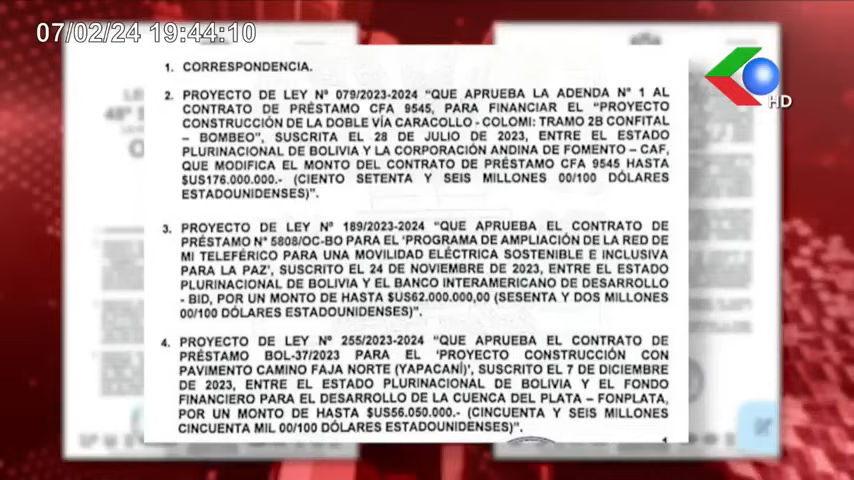 07/02/24 19:44:10
HD
1. CORRESPONDENCIA.
2. PROYECTO DE LEY Nº 079/2023-2024 “QUE APRUEBA LA ADENDA N° 1 AL
CONTRATO DE PRÉSTAMO CFA 9545, PARA FINANCIAR EL “PROYECTO
CONSTRUCCIÓN DE LA DOBLE VÍA CARACOLLO - COLOMI: TRAMO 2B CONFITAL
– BOMBEO”, SUSCRITA EL 28 DE JULIO DE 2023, ENTRE EL ESTADO
PLURINACIONAL DE BOLIVIA Y LA CORPORACIÓN ANDINA DE FOMENTO – CAF,
QUE MODIFICA EL MONTO DEL CONTRATO DE PRÉSTAMO CFA 9545 HASTA
$US176.000.000.- (CIENTO SETENTA Y SEIS MILLONES 00/100 DÓLARES
ESTADOUNIDENSES)”.
3. PROYECTO DE LEY Nº 189/2023-2024 “QUE APRUEBA EL CONTRATO DE
PRÉSTAMO N° 5808/OC-BO PARA EL ‘PROGRAMA DE AMPLIACIÓN DE LA RED DE
MI TELEFÉRICO PARA UNA MOVILIDAD ELÉCTRICA SOSTENIBLE E INCLUSIVA
PARA LA PAZ’, SUSCRITO EL 24 DE NOVIEMBRE DE 2023, ENTRE EL ESTADO
PLURINACIONAL DE BOLIVIA Y EL BANCO INTERAMERICANO DE DESARROLLO
- BID, POR UN MONTO DE HASTA $US62.000.000,00 (SESENTA Y DOS MILLONES
00/100 DÓLARES ESTADOUNIDENSES)”.
4. PROYECTO DE LEY Nº 255/2023-2024 “QUE APRUEBA EL CONTRATO DE
PRÉSTAMO BOL-37/2023 PARA EL ‘PROYECTO CONSTRUCCIÓN CON
PAVIMENTO CAMINO FAJA NORTE (YAPACANÍ)’, SUSCRITO EL 7 DE DICIEMBRE
DE 2023, ENTRE EL ESTADO PLURINACIONAL DE BOLIVIA Y EL FONDO
FINANCIERO PARA EL DESARROLLO DE LA CUENCA DEL PLATA – FONPLATA,
POR UN MONTO DE HASTA $US56.050.000.- (CINCUENTA Y SEIS MILLONES
CINCUENTA MIL 00/100 DÓLARES ESTADOUNIDENSES)”.
1